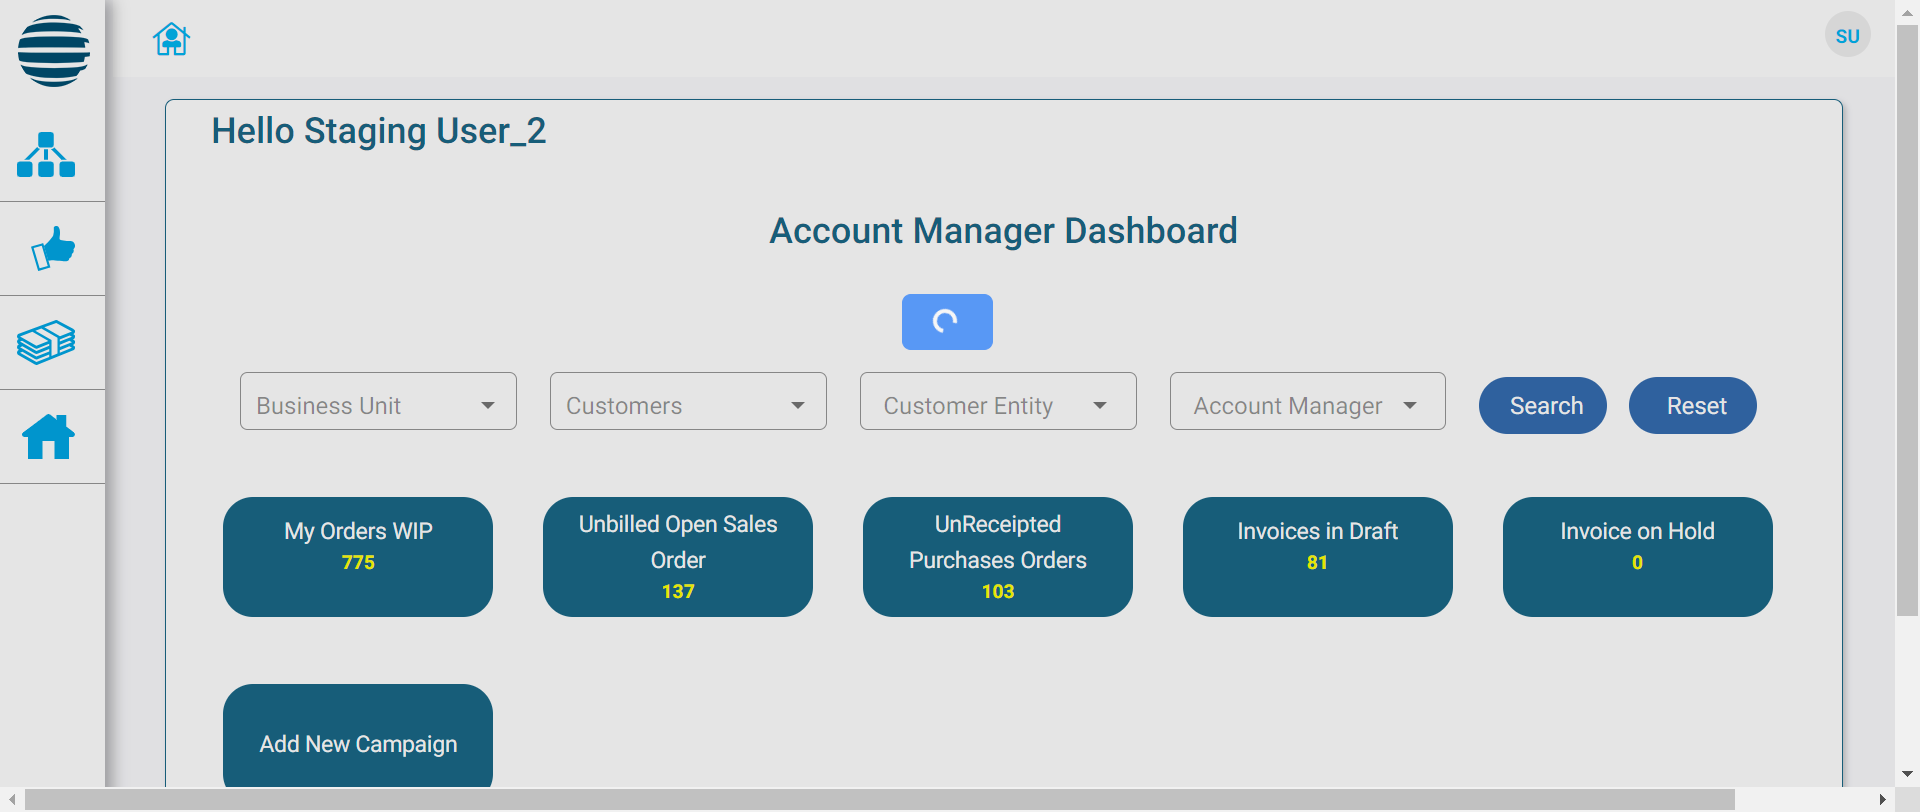 SU
Hello Staging User_2
Account Manager Dashboard
Business Unit
Customers
Customer Entity
Account Manager
Search
Reset
My Orders WIP
775
Unbilled Open Sales
Order
137
UnReceipted
Purchases Orders
103
Invoices in Draft
81
Invoice on Hold
0
Add New Campaign